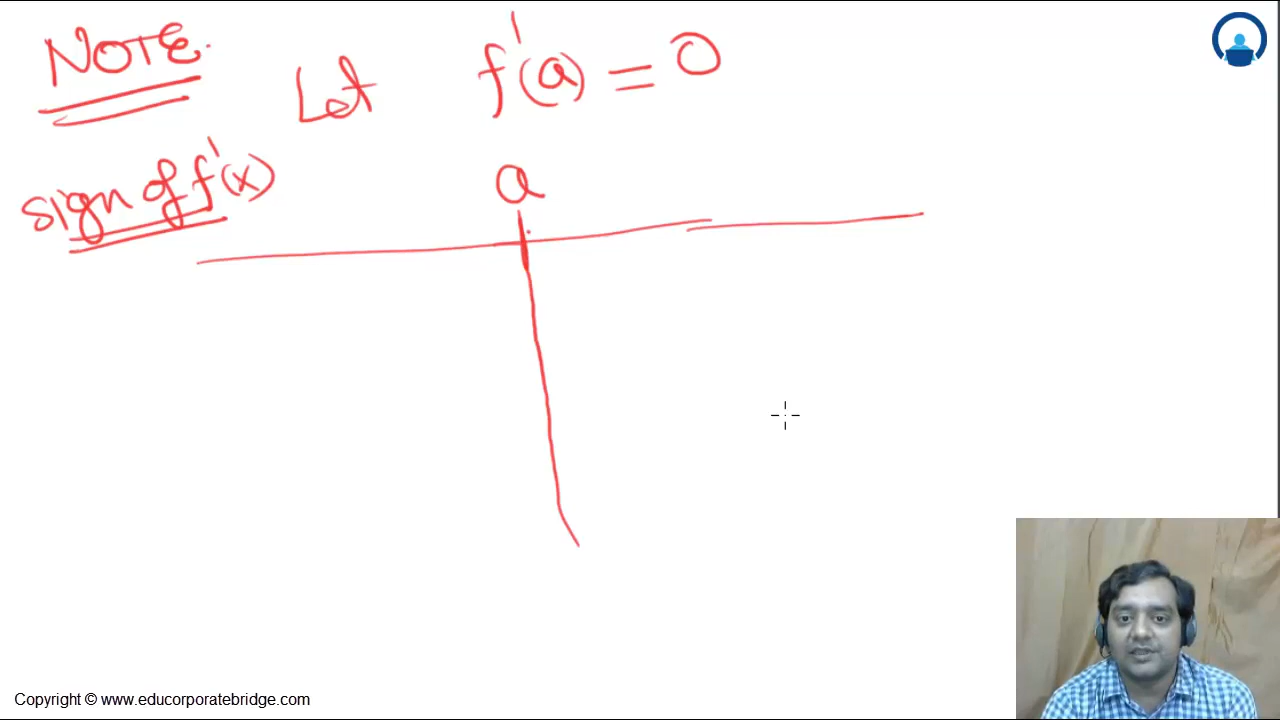 NOTE.
Let f'(a) = 0
sign of f'(x)
a
Copyright © www.educorporatebridge.com